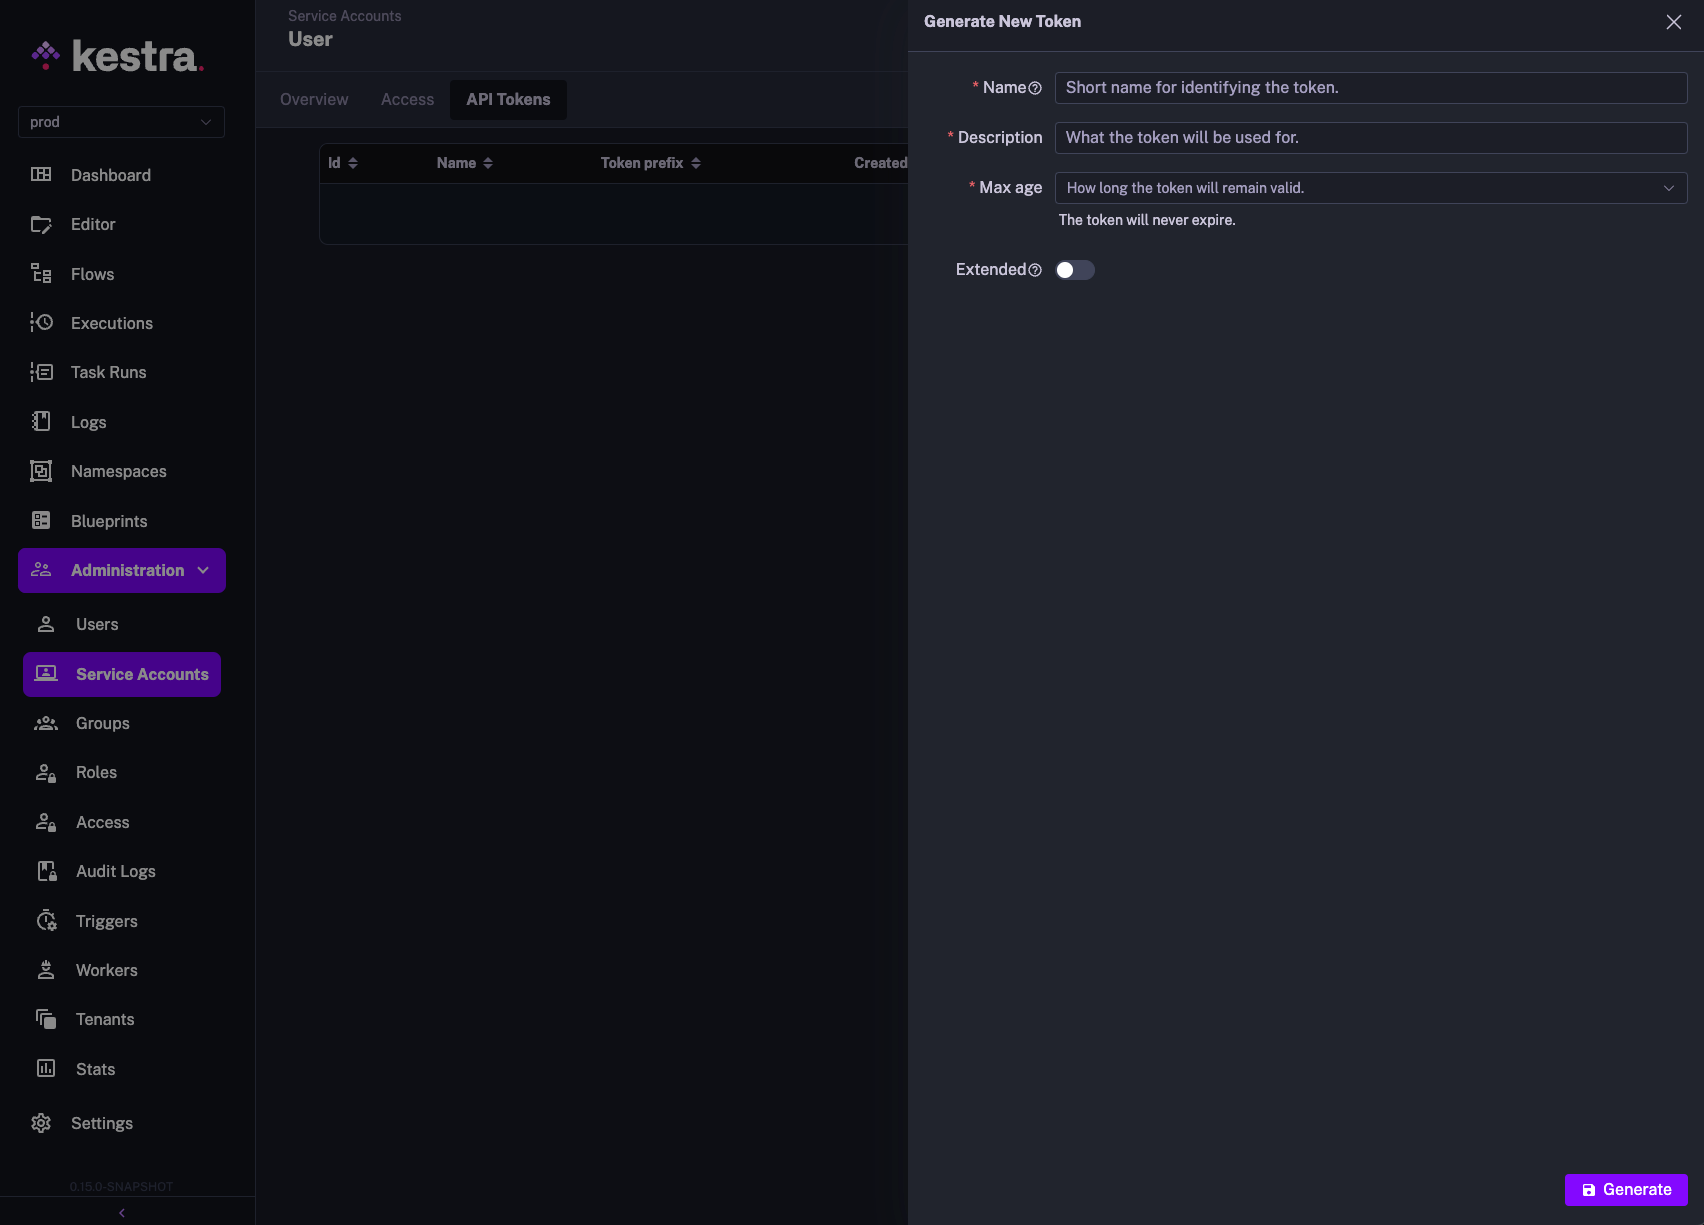 kestra.
prod
Dashboard
Editor
Flows
Executions
Task Runs
Logs
Namespaces
Blueprints
Administration
Users
Service Accounts
Groups
Roles
Access
Audit Logs
Triggers
Workers
Tenants
Stats
Settings
0.15.0-SNAPSHOT
Service Accounts
User
Overview Access API Tokens
Id Name Token prefix Created
Generate New Token
* Name Short name for identifying the token.
* Description What the token will be used for.
* Max age How long the token will remain valid.
The token will never expire.
Extended
Generate